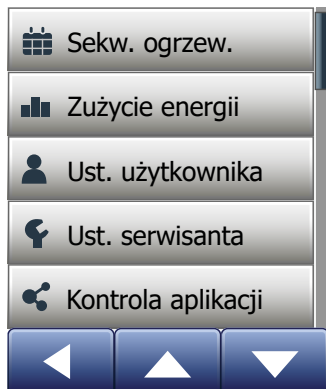 Sekw. ogrzew.
Zużycie energii
Ust. użytkownika
Ust. serwisanta
Kontrola aplikacji